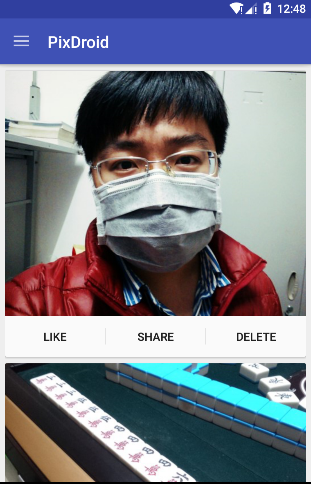 12:48
PixDroid
LIKE
SHARE
DELETE